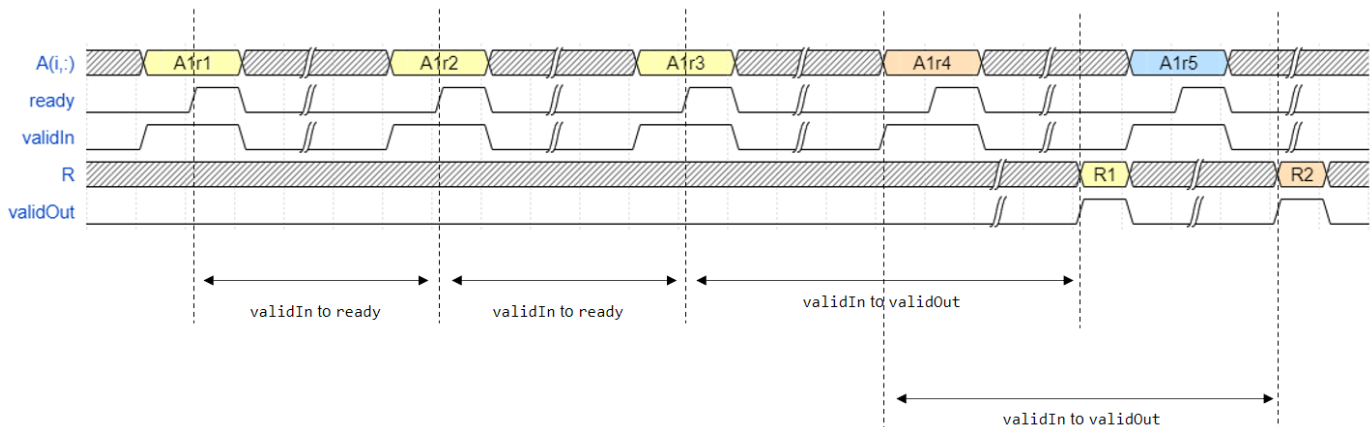 A(i,:) A1r1 A1r2 A1r3 A1r4 A1r5
ready
validIn
R R1 R2
validOut
validIn to ready validIn to ready validIn to validOut
validIn to validOut